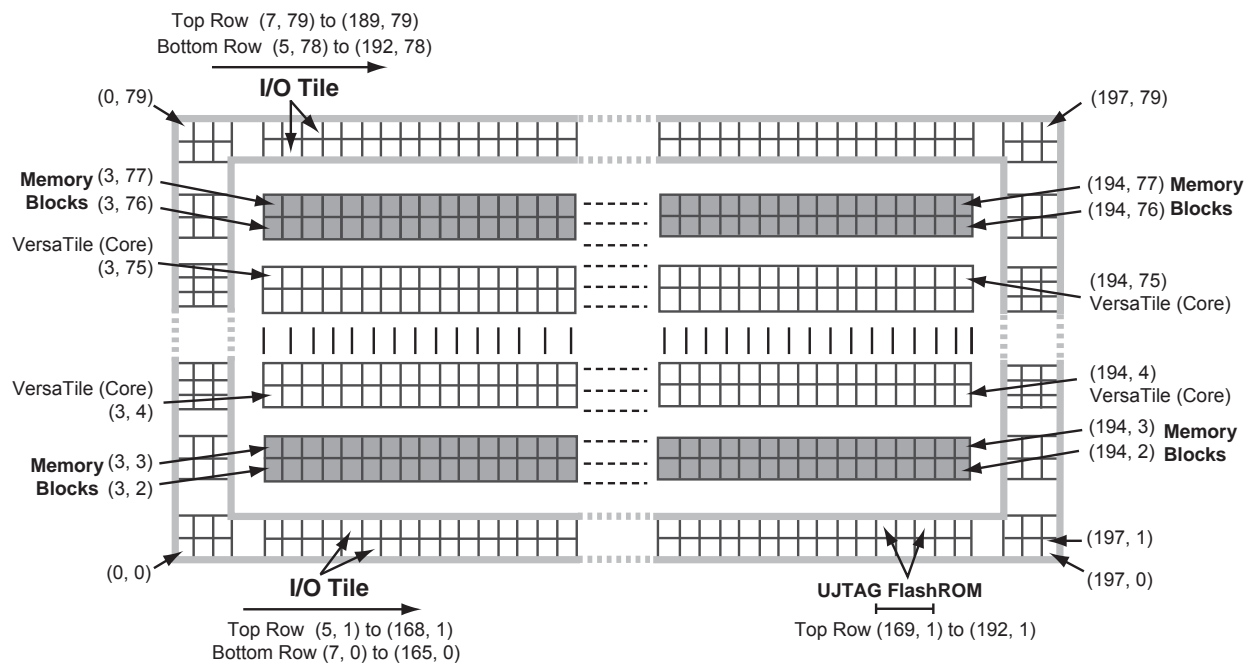 Top Row (7, 79) to (189, 79)
Bottom Row (5, 78) to (192, 78)
I/O Tile
(0, 79)
(197, 79)
Memory
Blocks
(3, 77)
(3, 76)
(194, 77)
(194, 76)
Memory
Blocks
VersaTile (Core)
(3, 75)
(194, 75)
VersaTile (Core)
VersaTile (Core)
(3, 4)
(194, 4)
VersaTile (Core)
Memory
Blocks
(3, 3)
(3, 2)
(194, 3)
(194, 2)
Memory
Blocks
(0, 0)
(197, 1)
(197, 0)
I/O Tile
Top Row (5, 1) to (168, 1)
Bottom Row (7, 0) to (165, 0)
UJTAG FlashROM
Top Row (169, 1) to (192, 1)